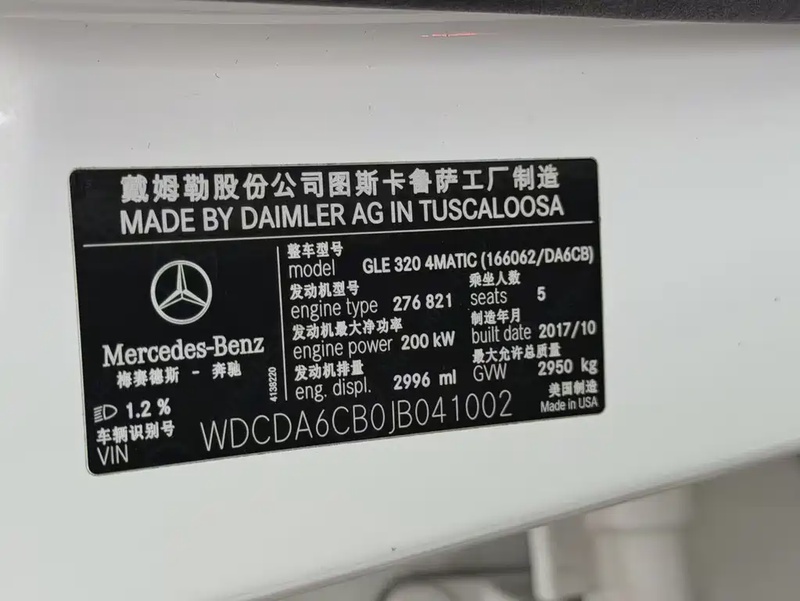 戴姆勒股份公司图斯卡鲁萨工厂制造
MADE BY DAIMLER AG IN TUSCALOOSA
Mercedes-Benz
梅赛德斯 - 奔驰
4138220
整车型号
model GLE 320 4MATIC (166062/DA6CB)
发动机型号 乘坐人数
engine type 276 821 seats 5
发动机最大净功率 制造年月
engine power 200 kW built date 2017/10
发动机排量 最大允许总质量
eng. displ. 2996 ml GVW 2950 kg
1.2 %
美国制造
Made in USA
车辆识别号
VIN WDCDA6CB0JB041002